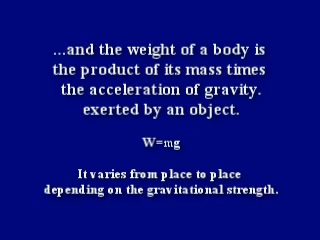 ...and the weight of a body is
the product of its mass times
the acceleration of gravity.
exerted by an object.
W=mg
It varies from place to place
depending on the gravitational strength.